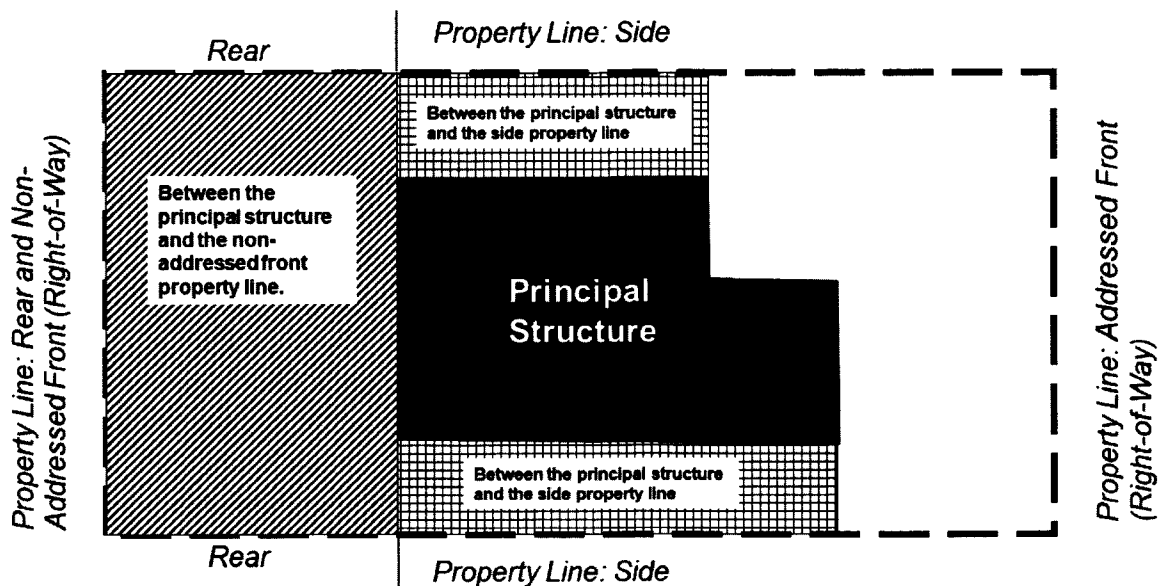 Rear
Property Line: Side
Property Line: Rear and Non-
Addressed Front (Right-of-Way)
Between the principal structure
and the side property line
Between the
principal structure
and the non-
addressed front
property line.
Principal
Structure
Property Line: Addressed Front
(Right-of-Way)
Between the principal structure
and the side property line
Rear
Property Line: Side